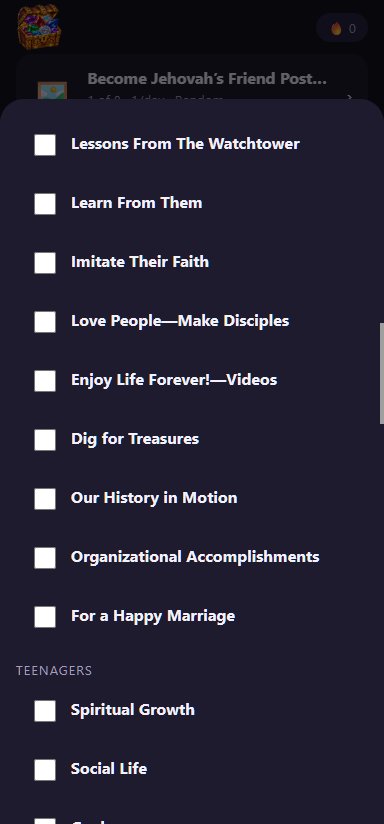 0
Become Jehovah's Friend Post...
Lessons From The Watchtower
Learn From Them
Imitate Their Faith
Love People—Make Disciples
Enjoy Life Forever!—Videos
Dig for Treasures
Our History in Motion
Organizational Accomplishments
For a Happy Marriage
TEENAGERS
Spiritual Growth
Social Life